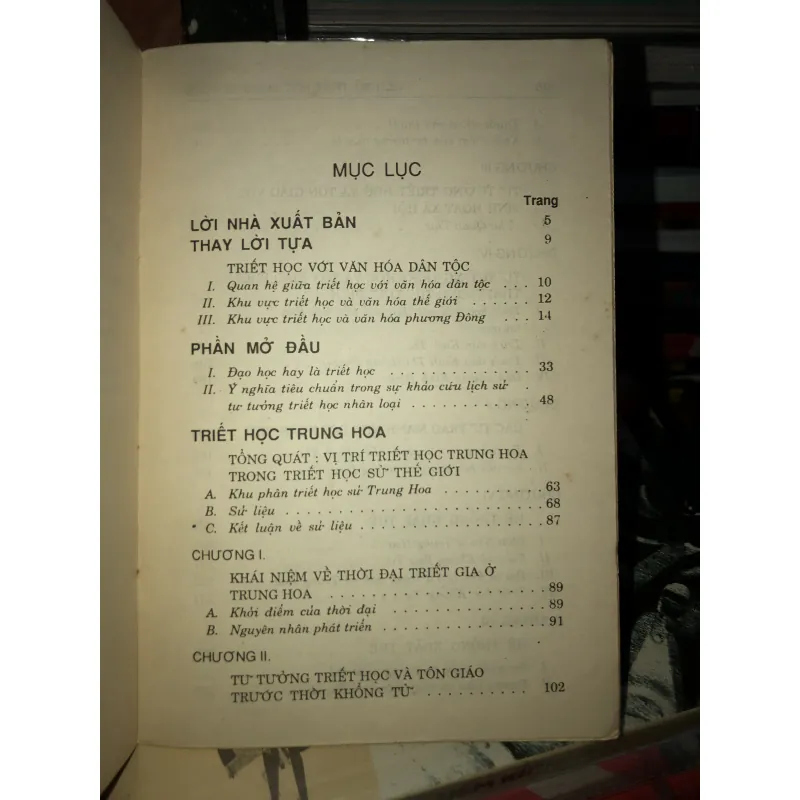 MỤC LỤC
Trang
LỜI NHÀ XUẤT BẢN 5
THAY LỜI TỰA 9
TRIẾT HỌC VỚI VĂN HÓA DÂN TỘC
I. Quan hệ giữa triết học với văn hóa dân tộc . . . 10
II. Khu vực triết học và văn hóa thế giới . . . . . . 12
III. Khu vực triết học và văn hóa phương Đông . . . 14
PHẦN MỞ ĐẦU
I. Đạo học hay là triết học . . . . . . . . . . . . . . 33
II. Ý nghĩa tiêu chuẩn trong sự khảo cứu lịch sử .
tư tưởng triết học nhân loại . . . . . . . . . . . . 48
TRIẾT HỌC TRUNG HOA
TỔNG QUÁT : VỊ TRÍ TRIẾT HỌC TRUNG HOA
TRONG TRIẾT HỌC SỬ THẾ GIỚI
A. Khu phân triết học sử Trung Hoa . . . . . . . . . . 63
B. Sử liệu . . . . . . . . . . . . . . . . . . . . . . . . . 68
* C. Kết luận về sử liệu . . . . . . . . . . . . . . . . . . 87
CHƯƠNG I.
KHÁI NIỆM VỀ THỜI ĐẠI TRIẾT GIA Ở
TRUNG HOA . . . . . . . . . . . . . . . . . . . . . 89
A. Khởi điểm của thời đại . . . . . . . . . . . . . . . 89
B. Nguyên nhân phát triển . . . . . . . . . . . . . . . . 91
CHƯƠNG II.
TƯ TƯỞNG TRIẾT HỌC VÀ TÔN GIÁO
TRƯỚC THỜI KHỔNG TỬ . . . . . . . . . . 102